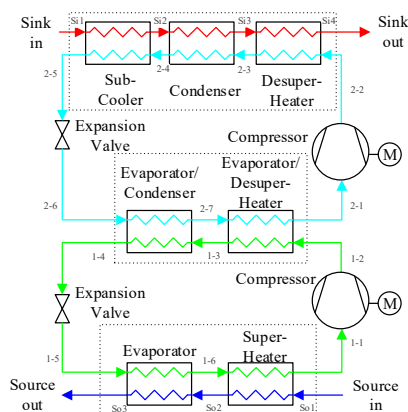 Si1
Si2
Si3
Si4
Sink
in
Sink
out
2-5
2-4
2-3
2-2
Sub-
Cooler
Condenser
Desuper-
Heater
Expansion
Valve
Compressor
M
Evaporator/
Condenser
Evaporator/
Desuper-
Heater
2-6
2-7
2-1
1-4
1-3
1-2
Compressor
M
Expansion
Valve
1-5
Evaporator
1-6
Super-
Heater
1-1
Source
out
So3
So2
So1
Source
in